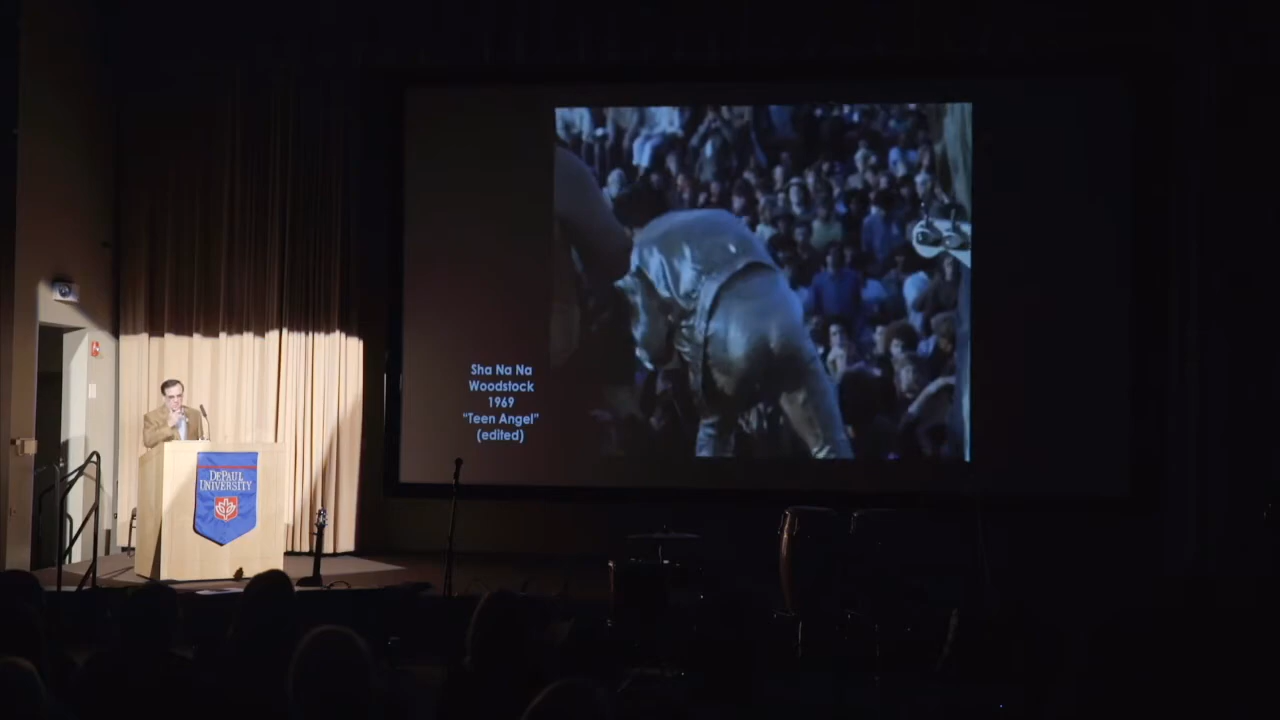 Sha Na Na
Woodstock
1969
"Teen Angel"
(edited)
DEPAUL
UNIVERSITY